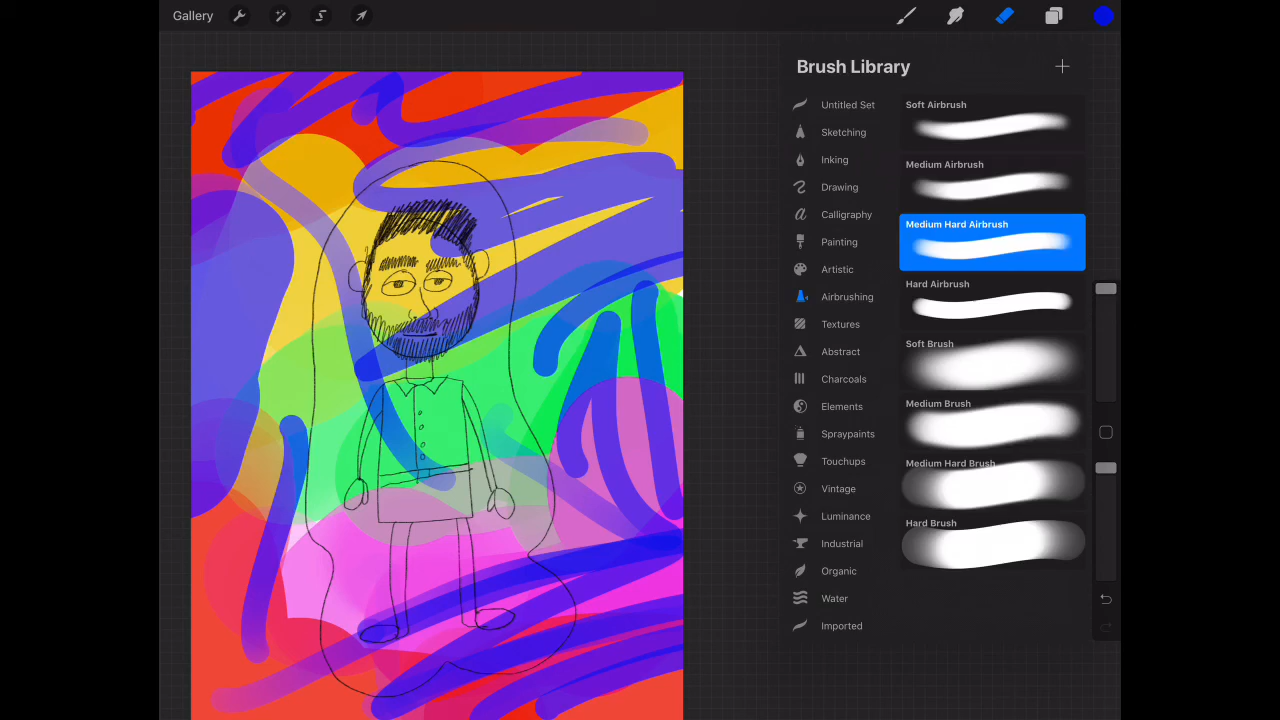 Gallery
Brush Library
Untitled Set
Sketching
Inking
Drawing
Calligraphy
Painting
Artistic
Airbrushing
Textures
Abstract
Charcoals
Elements
Spraypaints
Touchups
Vintage
Luminance
Industrial
Organic
Water
Imported
Soft Airbrush
Medium Airbrush
Medium Hard Airbrush
Hard Airbrush
Soft Brush
Medium Brush
Medium Hard Brush
Hard Brush